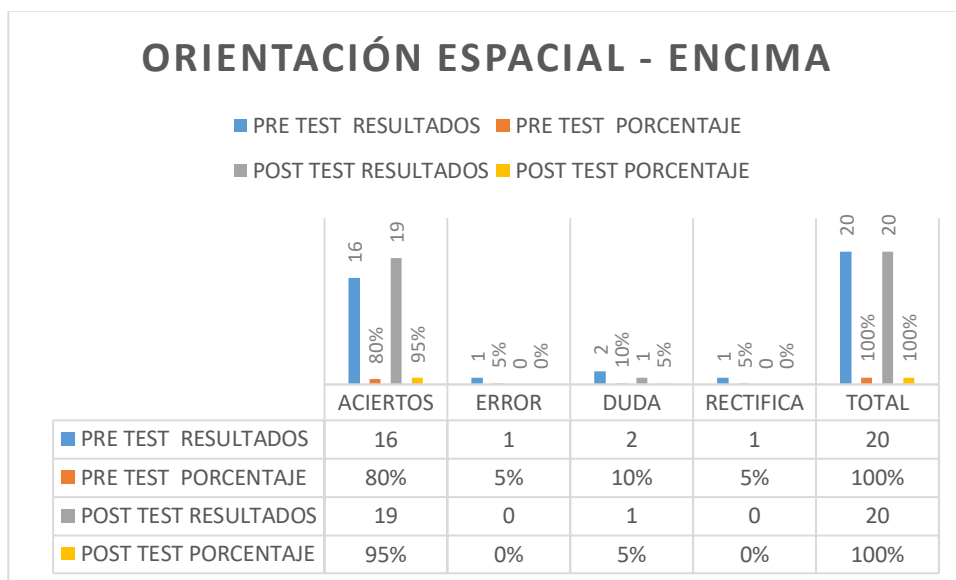 ORIENTACIÓN ESPACIAL - ENCIMA
PRE TEST RESULTADOS PRE TEST PORCENTAJE
POST TEST RESULTADOS POST TEST PORCENTAJE
16 80% 19 95% 1 5% 0 0% 2 10% 1 5% 1 5% 0 0% 20 100% 20 100%
ACIERTOS ERROR DUDA RECTIFICA TOTAL
PRE TEST RESULTADOS 16 1 2 1 20
PRE TEST PORCENTAJE 80% 5% 10% 5% 100%
POST TEST RESULTADOS 19 0 1 0 20
POST TEST PORCENTAJE 95% 0% 5% 0% 100%